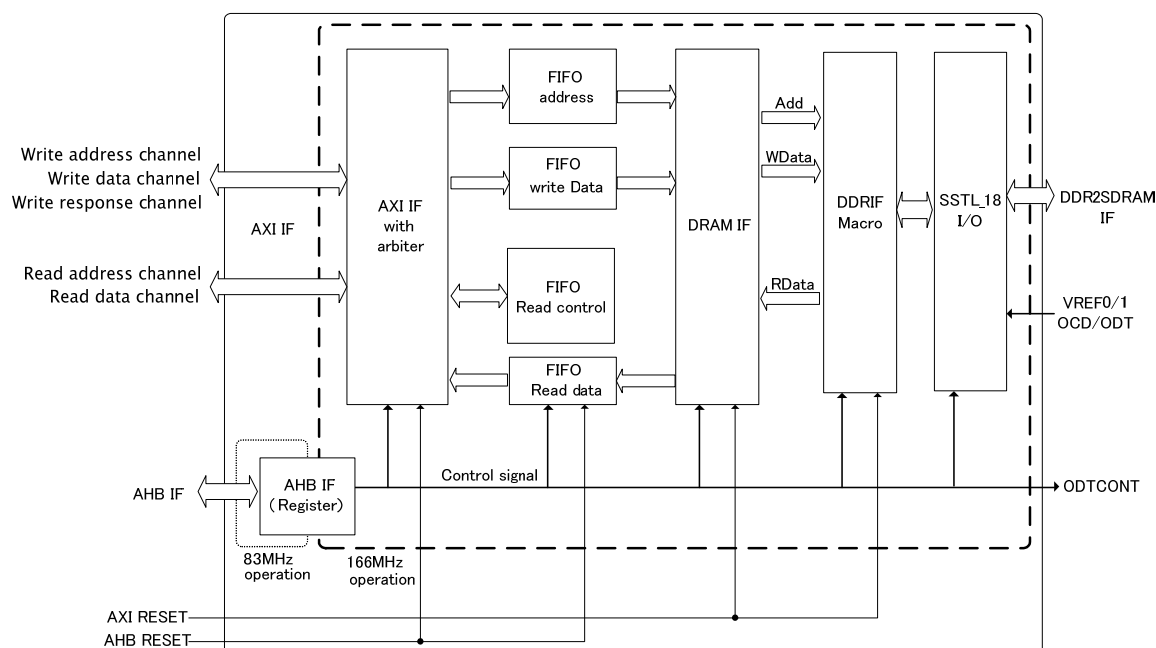 FIFO
address
Write address channel
Write data channel
Write response channel
AXI IF
Read address channel
Read data channel
AXI IF
with
arbiter
FIFO
write Data
FIFO
Read control
FIFO
Read data
DRAM IF
Add
WData
RData
DDRIF
Macro
SSTL_18
I/O
DDR2SDRAM
IF
VREF0/1
OCD/ODT
AHB IF
AHB IF
(Register)
Control signal
ODTCONT
83MHz
operation
166MHz
operation
AXI RESET
AHB RESET